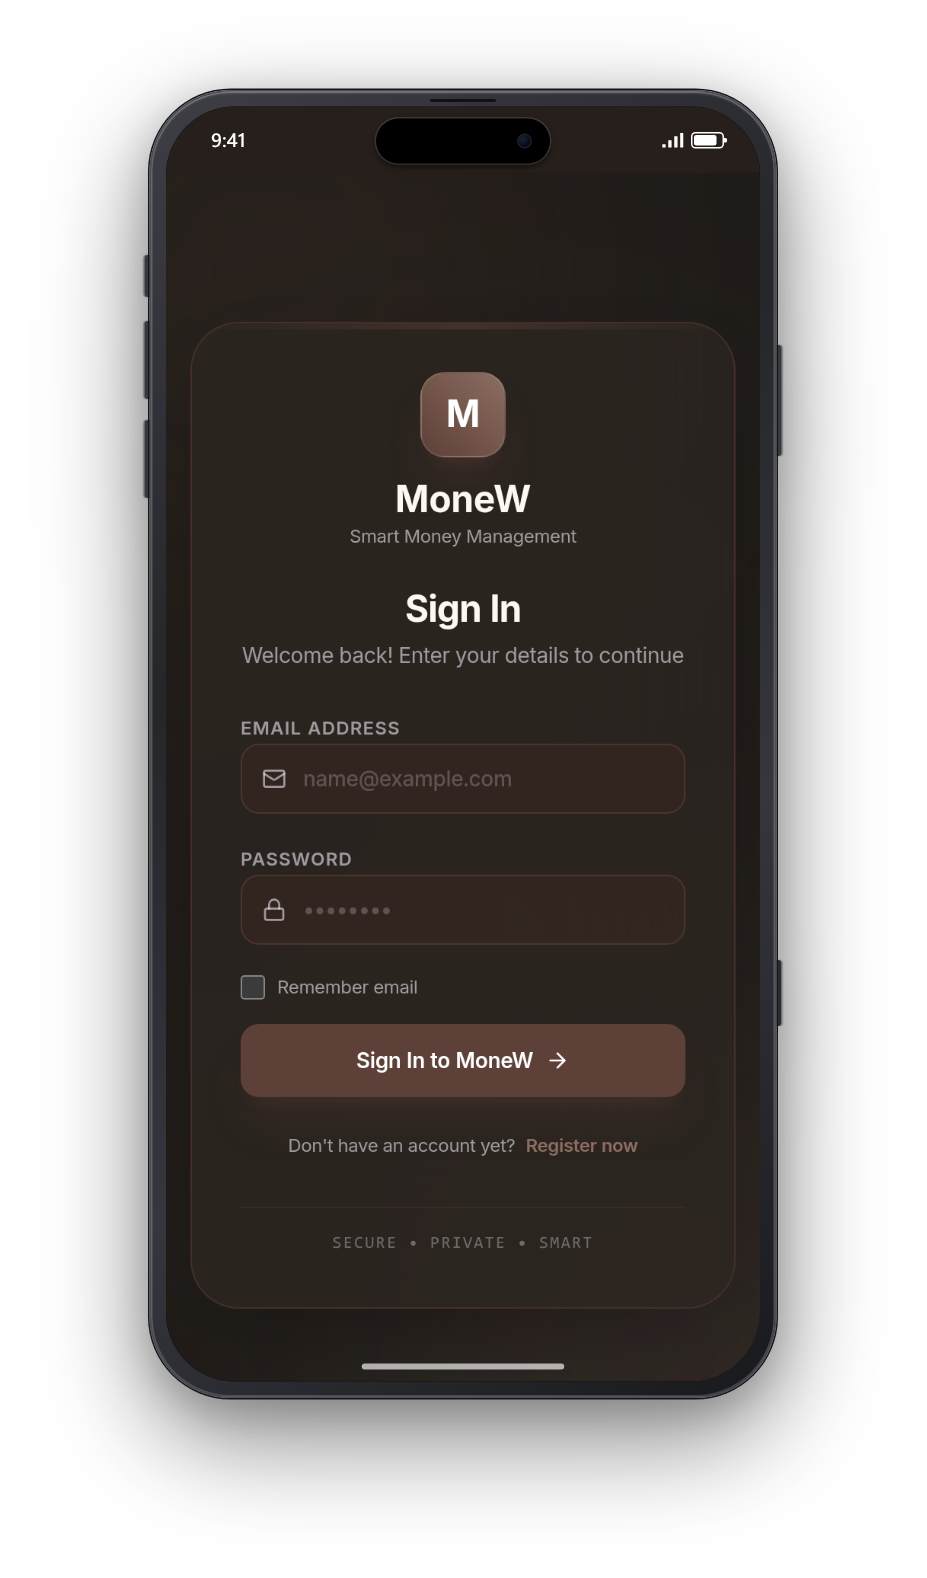 9:41
M
MoneW
Smart Money Management
Sign In
Welcome back! Enter your details to continue
EMAIL ADDRESS
name@example.com
PASSWORD
••••••••
Remember email
Sign In to MoneW →
Don't have an account yet? Register now
SECURE • PRIVATE • SMART